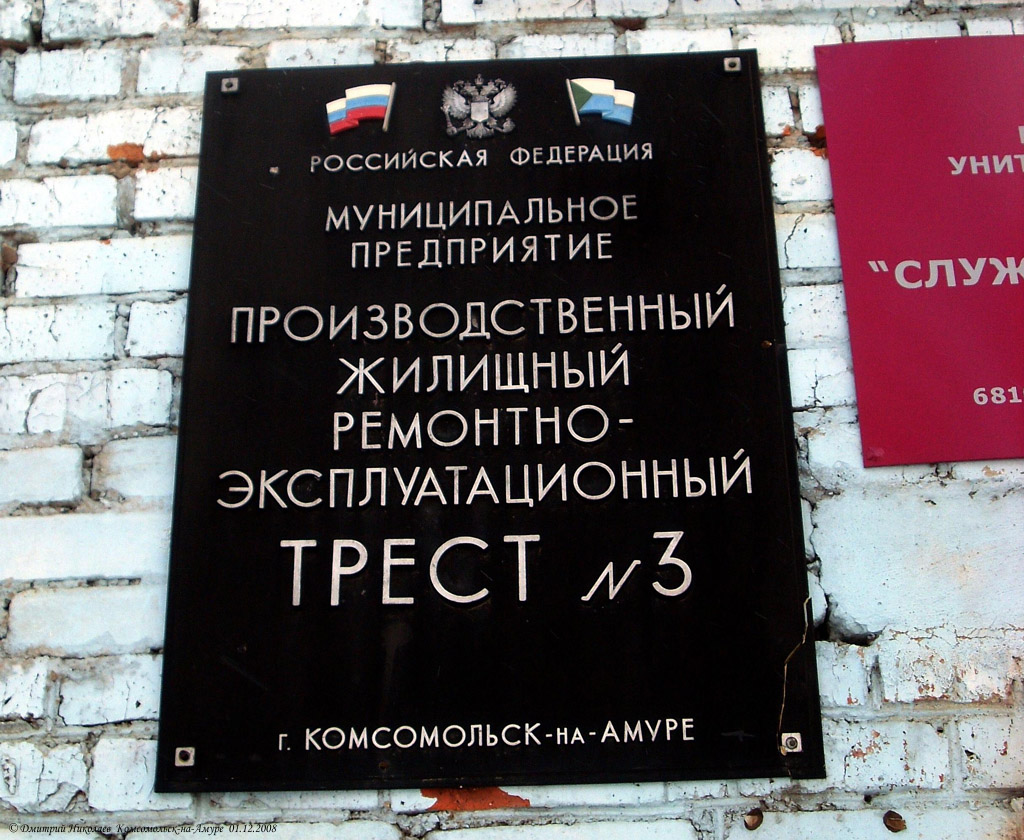 РОССИЙСКАЯ ФЕДЕРАЦИЯ
МУНИЦИПАЛЬНОЕ
ПРЕДПРИЯТИЕ
ПРОИЗВОДСТВЕННЫЙ
ЖИЛИЩНЫЙ
РЕМОНТНО-
ЭКСПЛУАТАЦИОННЫЙ
ТРЕСТ N 3
г. КОМСОМОЛЬСК-НА-АМУРЕ
УНИТ
"СЛУЖ
681
© Дмитрий Николаев Комсомольск-на-Амуре 01.12.2008